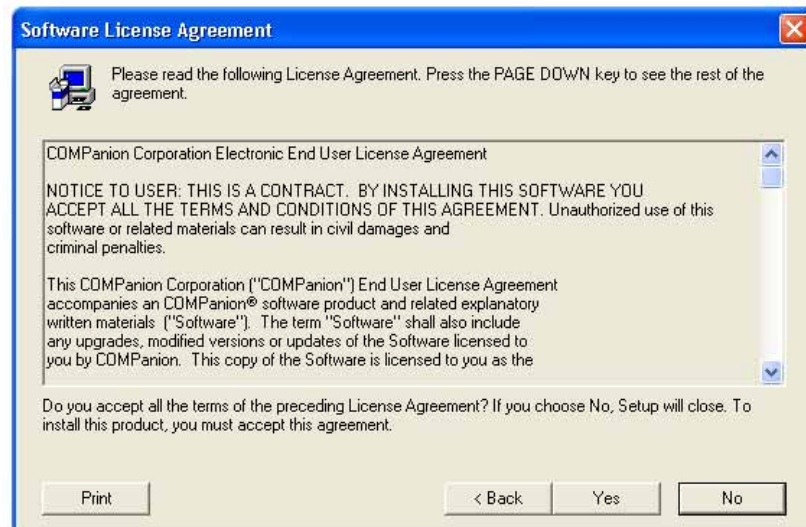 Software License Agreement
Please read the following License Agreement. Press the PAGE DOWN key to see the rest of the
agreement.
COMPanion Corporation Electronic End User License Agreement
NOTICE TO USER: THIS IS A CONTRACT.  BY INSTALLING THIS SOFTWARE YOU
ACCEPT ALL THE TERMS AND CONDITIONS OF THIS AGREEMENT. Unauthorized use of this
software or related materials can result in civil damages and
criminal penalties.
This COMPanion Corporation ("COMPanion") End User License Agreement
accompanies an COMPanion® software product and related explanatory
written materials  ("Software").  The term "Software" shall also include
any upgrades, modified versions or updates of the Software licensed to
you by COMPanion.  This copy of the Software is licensed to you as the
Do you accept all the terms of the preceding License Agreement? If you choose No, Setup will close. To
install this product, you must accept this agreement.
Print
< Back
Yes
No